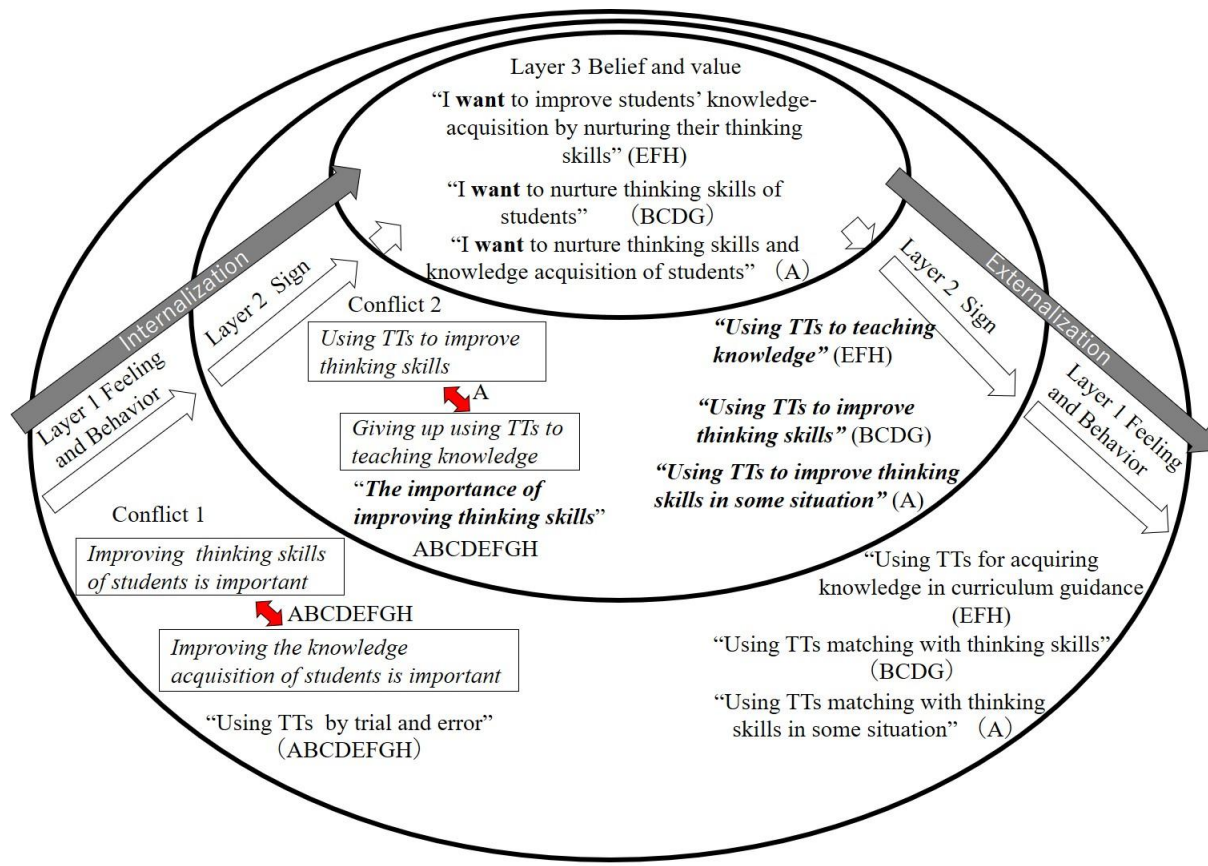 Layer 3 Belief and value
“I want to improve students’ knowledge-
acquisition by nurturing their thinking
skills” (EFH)
“I want to nurture thinking skills of
students” （BCDG）
“I want to nurture thinking skills and
knowledge acquisition of students” （A）
Internalization
Layer 2 Sign
Layer 1 Feeling
and Behavior
Conflict 2
Using TTs to improve
thinking skills
A
Giving up using TTs to
teaching knowledge
“The importance of
improving thinking skills”
ABCDEFGH
Conflict 1
Improving thinking skills
of students is important
ABCDEFGH
Improving the knowledge
acquisition of students is important
“Using TTs by trial and error”
（ABCDEFGH）
Externalization
Layer 2 Sign
Layer 1 Feeling
and Behavior
“Using TTs to teaching
knowledge” (EFH)
“Using TTs to improve
thinking skills” (BCDG)
“Using TTs to improve thinking
skills in some situation” (A)
“Using TTs for acquiring
knowledge in curriculum guidance
(EFH)
“Using TTs matching with thinking skills”
（BCDG）
“Using TTs matching with thinking
skills in some situation” （A）